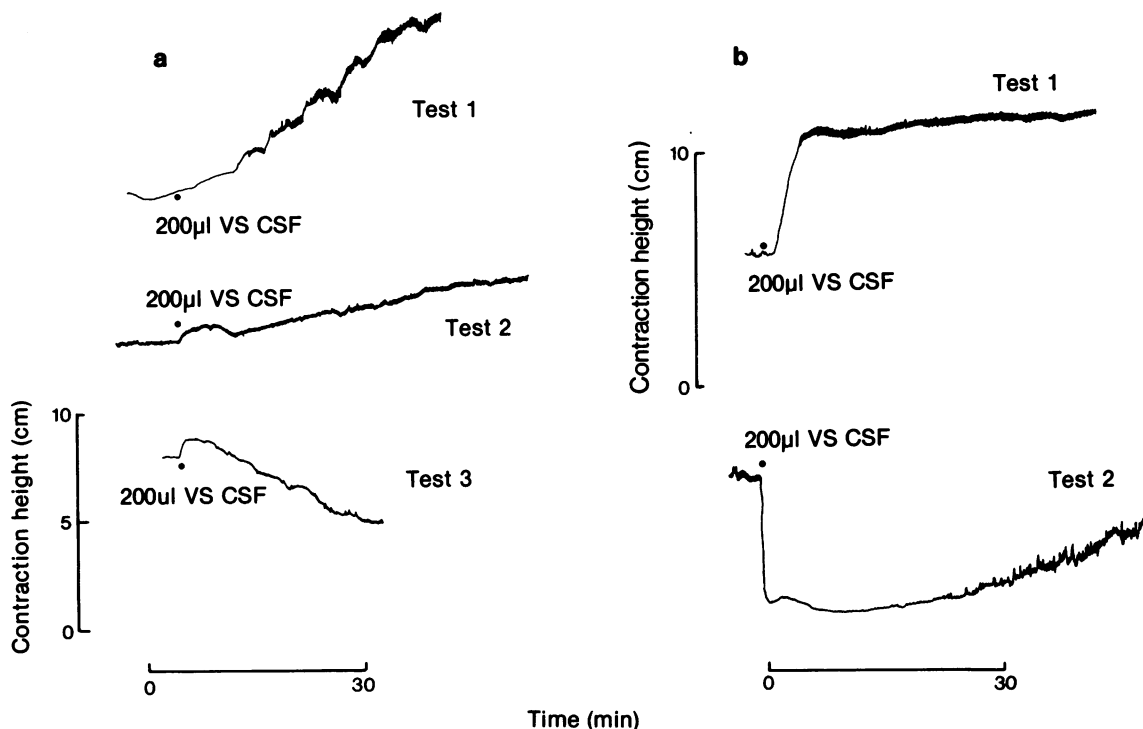 a
Test 1
200µl VS CSF
200µl VS CSF
Test 2
Contraction height (cm)
10
5
0
200ul VS CSF
Test 3
0
30
b
Test 1
Contraction height (cm)
10
0
200µl VS CSF
200µl VS CSF
Test 2
0
30
Time (min)